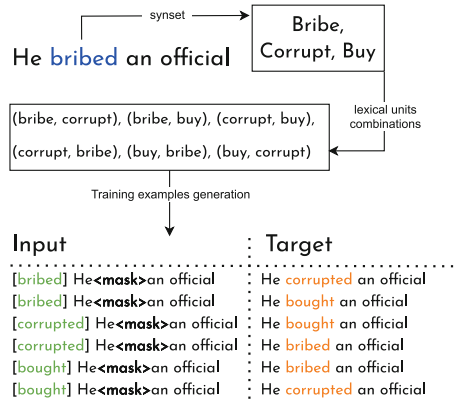 synset
Bribe,
Corrupt, Buy
He bribed an official
lexical units
combinations
(bribe, corrupt), (bribe, buy), (corrupt, buy),
(corrupt, bribe), (buy, bribe), (buy, corrupt)
Training examples generation
Input Target
[bribed] He<mask>an official He corrupted an official
[bribed] He<mask>an official He bought an official
[corrupted] He<mask>an official He bought an official
[corrupted] He<mask>an official He bribed an official
[bought] He<mask>an official He bribed an official
[bought] He<mask>an official He corrupted an official